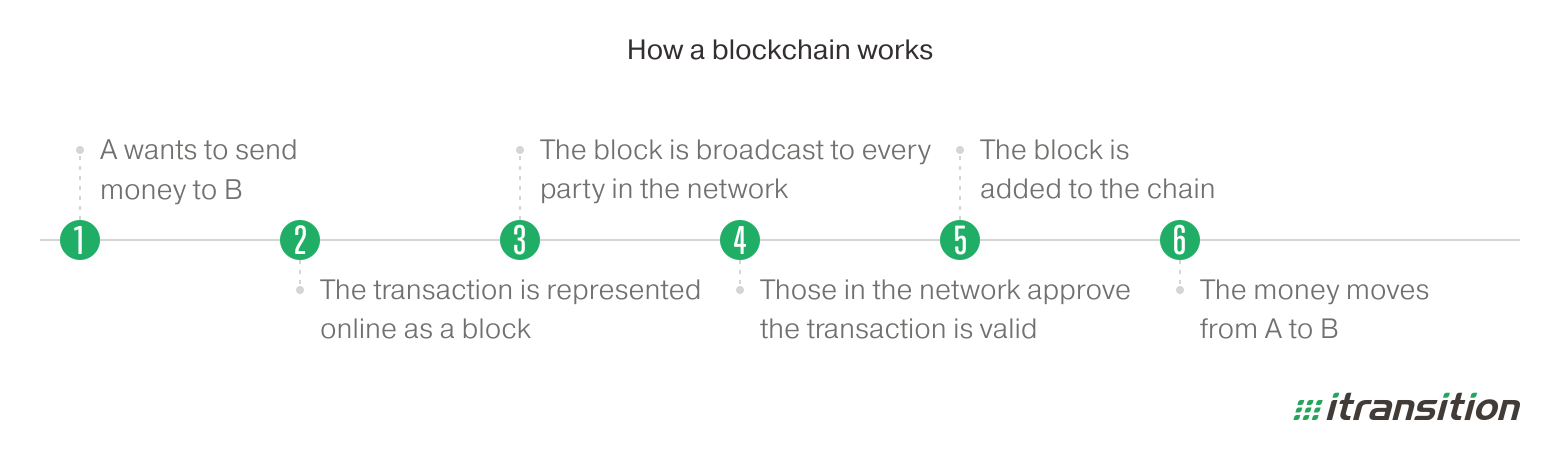 How a blockchain works
A wants to send
money to B
1
2
The transaction is represented
online as a block
The block is broadcast to every
party in the network
3
4
Those in the network approve
the transaction is valid
The block is
added to the chain
5
6
The money moves
from A to B
itransition